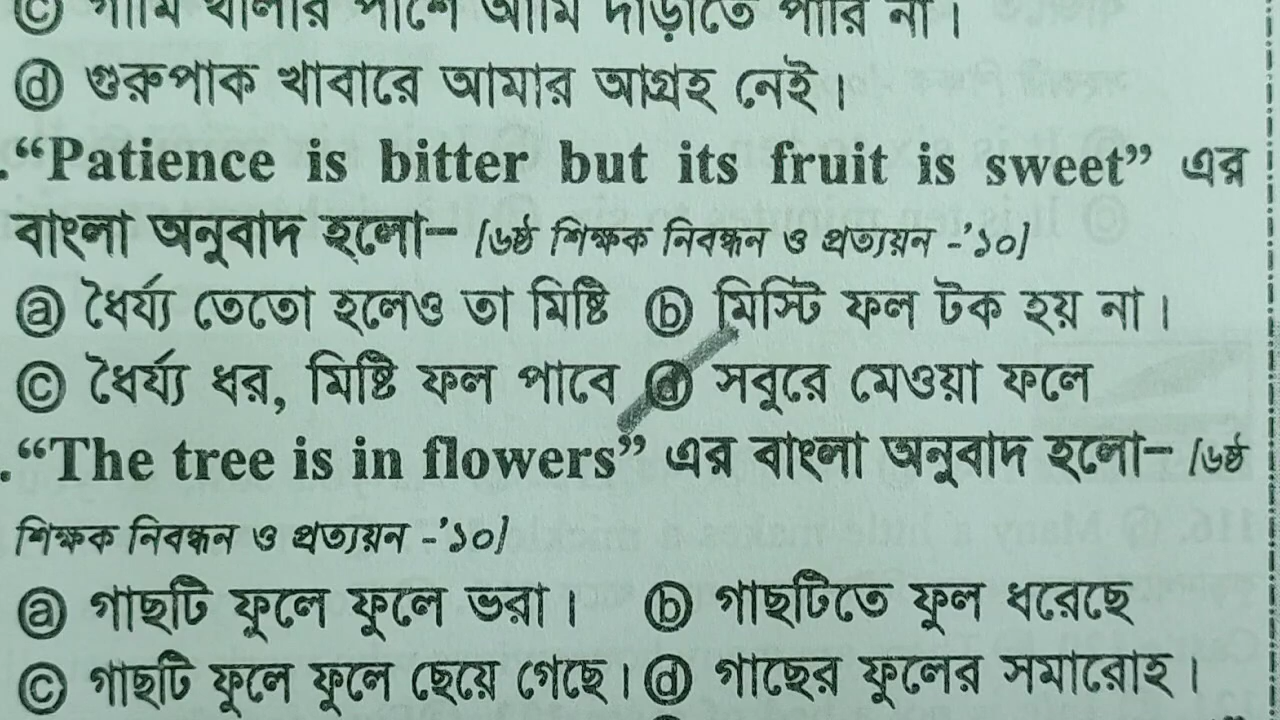 ⓒ গামি খালার পাশে আমি দাঁড়াতে পারি না।
ⓓ গুরুপাক খাবারে আমার আগ্রহ নেই।
.“Patience is bitter but its fruit is sweet” এর
বাংলা অনুবাদ হলো– [৬ষ্ঠ শিক্ষক নিবন্ধন ও প্রত্যয়ন -’১০]
ⓐ ধৈর্য্য তেতো হলেও তা মিষ্টি ⓑ মিস্টি ফল টক হয় না।
ⓒ ধৈর্য্য ধর, মিষ্টি ফল পাবে ⓓ সবুরে মেওয়া ফলে
.“The tree is in flowers” এর বাংলা অনুবাদ হলো– [৬ষ্ঠ
শিক্ষক নিবন্ধন ও প্রত্যয়ন -’১০]
ⓐ গাছটি ফুলে ফুলে ভরা। ⓑ গাছটিতে ফুল ধরেছে
ⓒ গাছটি ফুলে ফুলে ছেয়ে গেছে। ⓓ গাছের ফুলের সমারোহ।